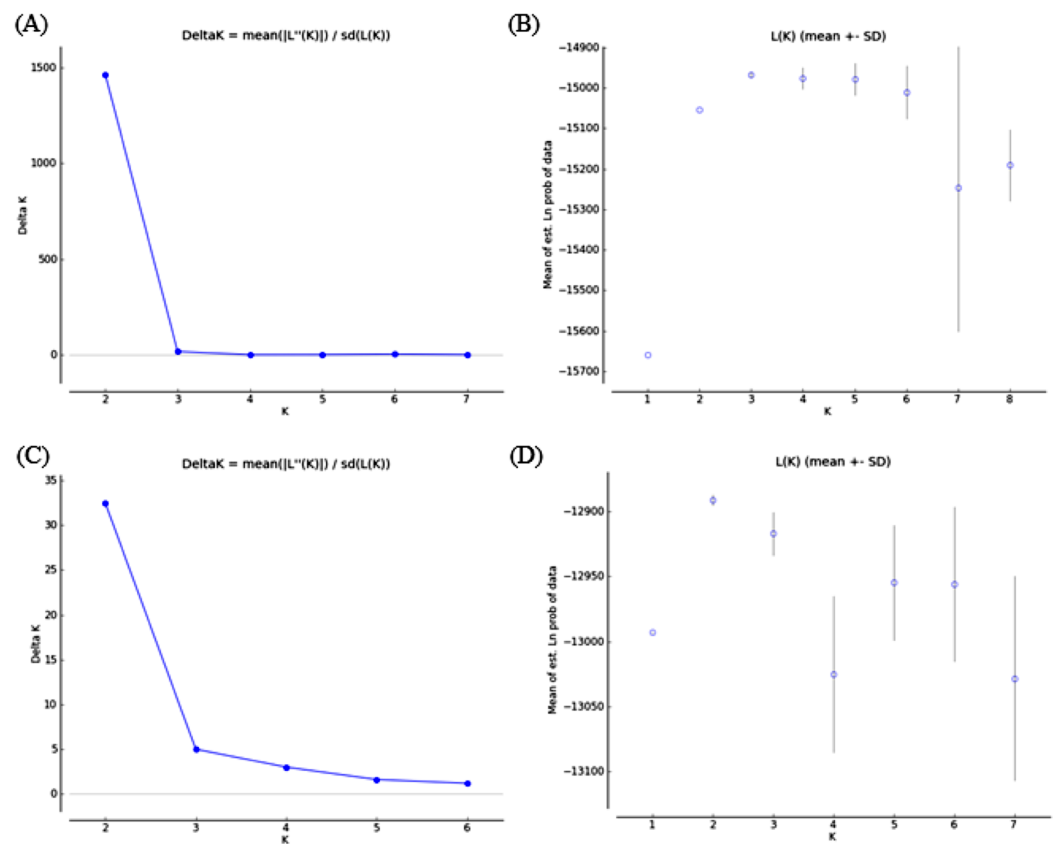 (A)
DeltaK = mean(|L''(K)|) / sd(L(K))
1500
1000
500
0
Delta K
2 3 4 5 6 7
K
(B)
L(K) (mean +- SD)
−14900
−15000
−15100
−15200
−15300
−15400
−15500
−15600
−15700
Mean of est. Ln prob of data
1 2 3 4 5 6 7 8
K
(C)
DeltaK = mean(|L''(K)|) / sd(L(K))
35
30
25
20
15
10
5
0
Delta K
2 3 4 5 6
K
(D)
L(K) (mean +- SD)
−12900
−12950
−13000
−13050
−13100
Mean of est. Ln prob of data
1 2 3 4 5 6 7
K